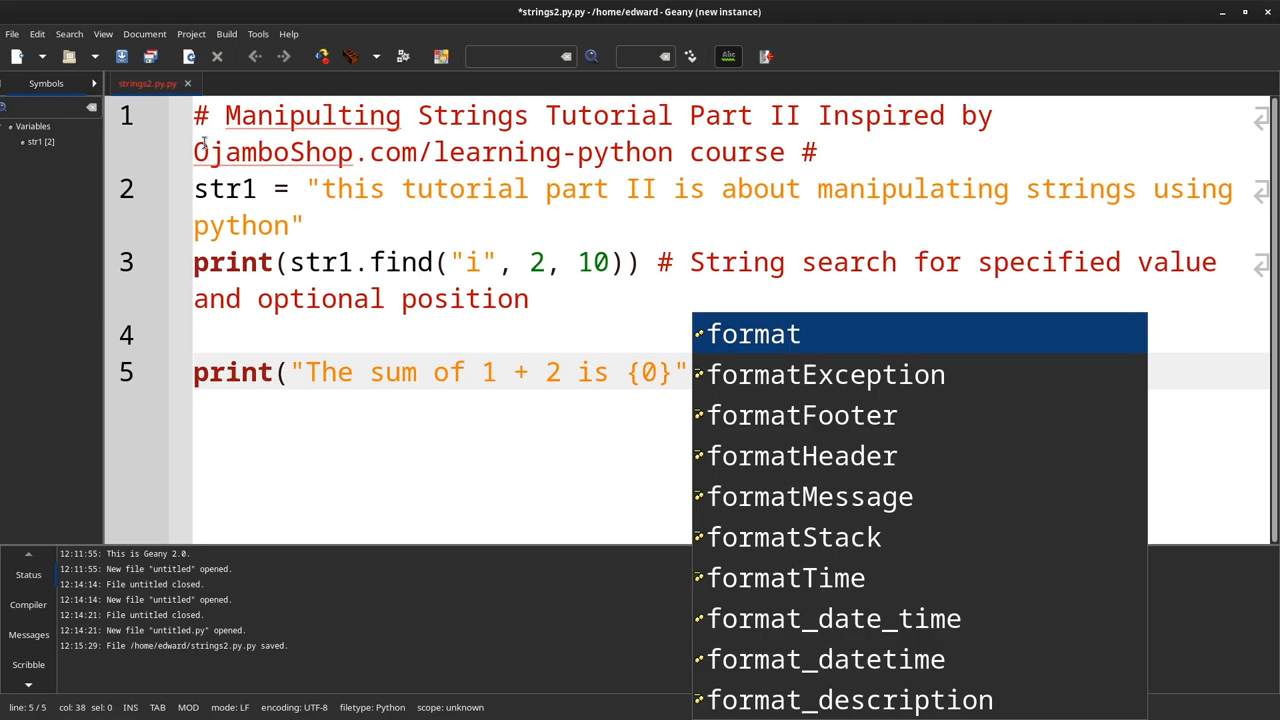 *strings2.py.py - /home/edward - Geany (new instance)
File Edit Search View Document Project Build Tools Help
Symbols
strings2.py.py
Variables
str1 [2]
1 # Manipulting Strings Tutorial Part II Inspired by
OjamboShop.com/learning-python course #
2 str1 = "this tutorial part II is about manipulating strings using
python"
3 print(str1.find("i", 2, 10)) # String search for specified value
and optional position
4
5 print("The sum of 1 + 2 is {0}"
format
formatException
formatFooter
formatHeader
formatMessage
formatStack
formatTime
format_date_time
format_datetime
format_description
Status
Compiler
Messages
Scribble
12:11:55: This is Geany 2.0.
12:11:55: New file "untitled" opened.
12:14:14: File untitled closed.
12:14:14: New file "untitled" opened.
12:14:21: File untitled closed.
12:14:21: New file "untitled.py" opened.
12:15:29: File /home/edward/strings2.py.py saved.
line: 5 / 5 col: 38 sel: 0 INS TAB MOD mode: LF encoding: UTF-8 filetype: Python scope: unknown